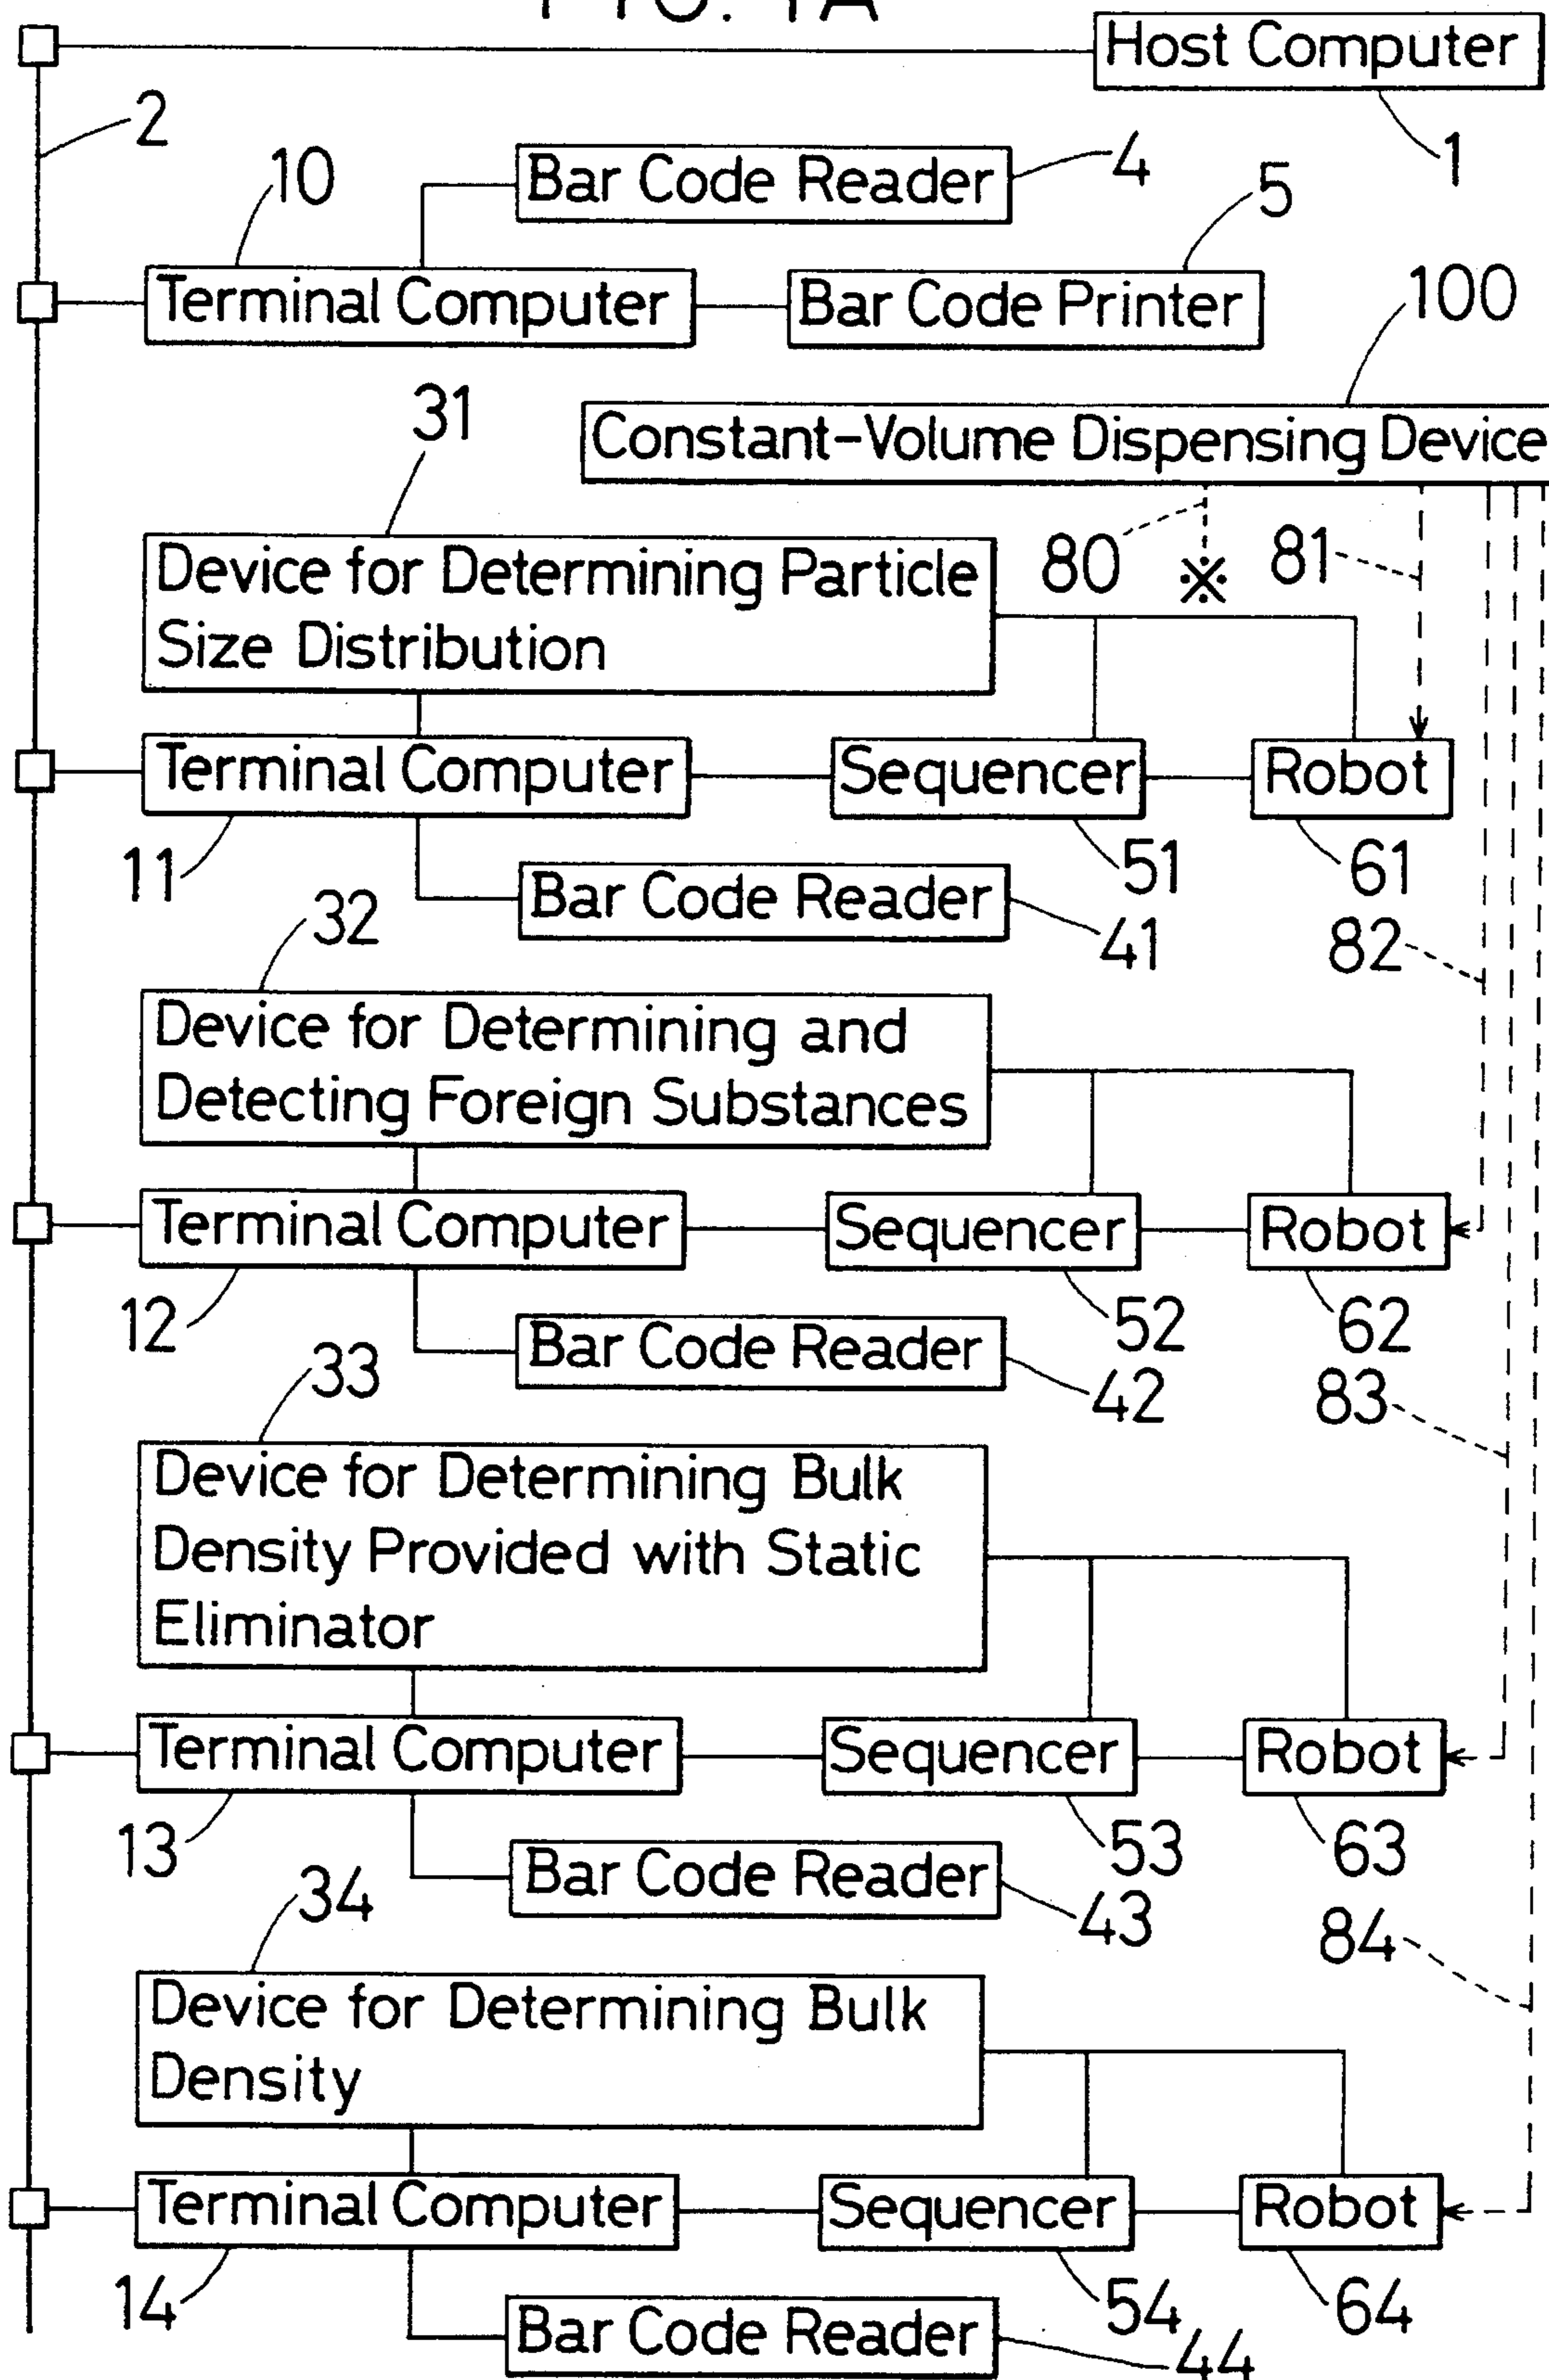 FIG. 1A
Host Computer
2
1
10
Bar Code Reader
4
5
Terminal Computer
Bar Code Printer
100
31
Constant-Volume Dispensing Device
80
※
81
Device for Determining Particle
Size Distribution
Terminal Computer
Sequencer
Robot
11
51
61
Bar Code Reader
41
32
82
Device for Determining and
Detecting Foreign Substances
Terminal Computer
Sequencer
Robot
12
52
62
Bar Code Reader
42
33
83
Device for Determining Bulk
Density Provided with Static
Eliminator
Terminal Computer
Sequencer
Robot
13
53
63
Bar Code Reader
43
34
84
Device for Determining Bulk
Density
Terminal Computer
Sequencer
Robot
14
54
64
Bar Code Reader
44